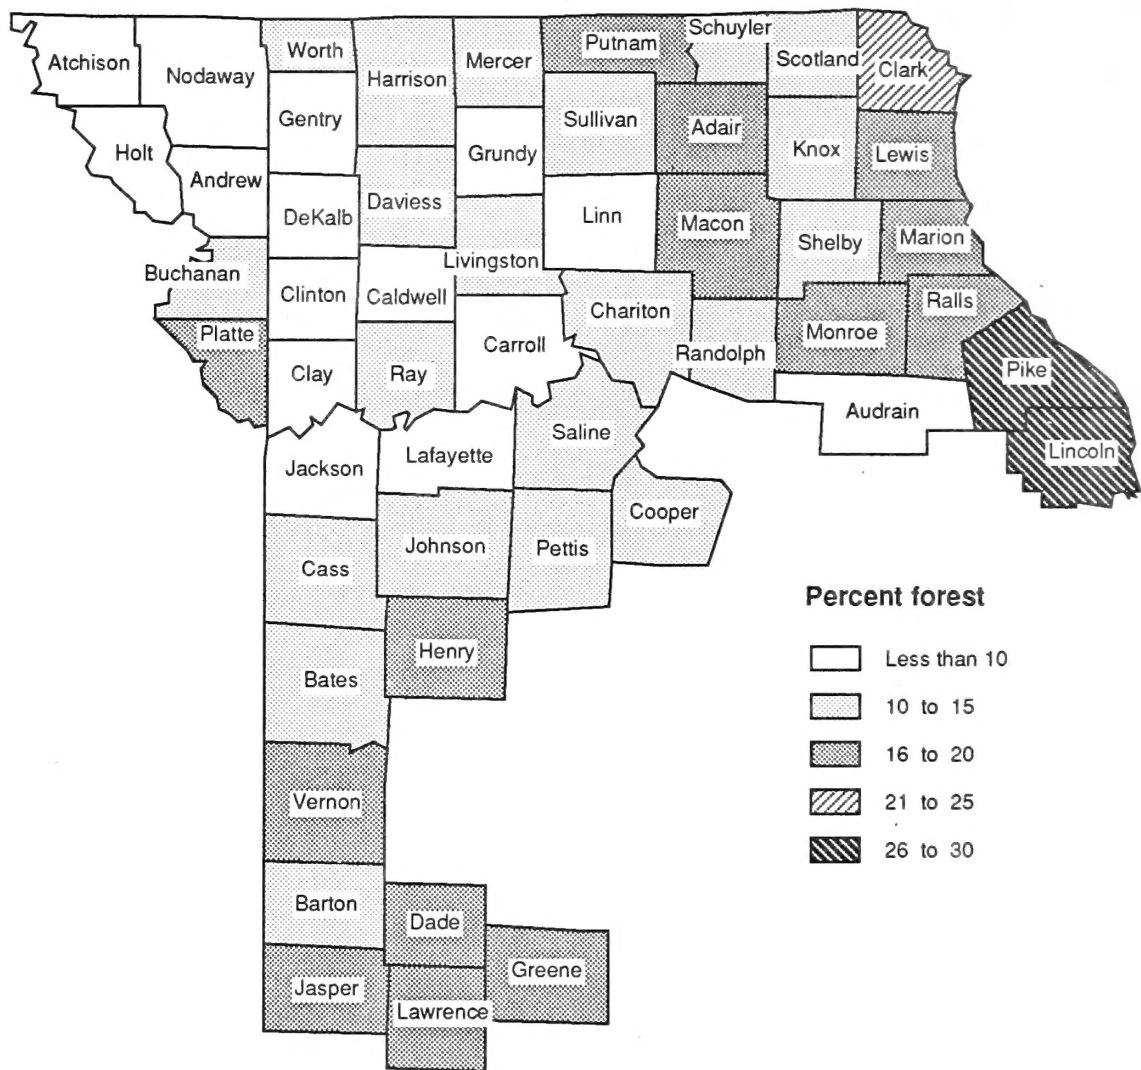 Schuyler
Putnam
Worth
Mercer
Scotland
Atchison
Nodaway
Harrison
Clark
Gentry
Sullivan
Adair
Holt
Grundy
Knox
Lewis
Andrew
Daviess
DeKalb
Linn
Macon
Shelby
Marion
Buchanan
Livingston
Clinton
Caldwell
Chariton
Ralls
Platte
Monroe
Carroll
Randolph
Clay
Ray
Pike
Audrain
Saline
Lincoln
Jackson
Lafayette
Cooper
Johnson
Pettis
Cass
Henry
Bates
Vernon
Barton
Dade
Greene
Jasper
Lawrence
Percent forest
Less than 10
10 to 15
16 to 20
21 to 25
26 to 30